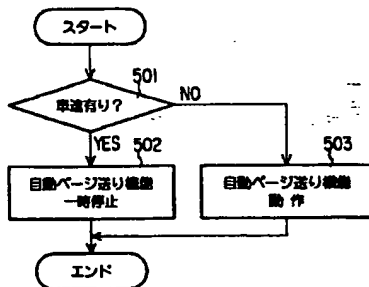 スタート
501
車速有り?
NO
YES
502
503
自動ページ送り機能
一時停止
自動ページ送り機能
動作
エンド